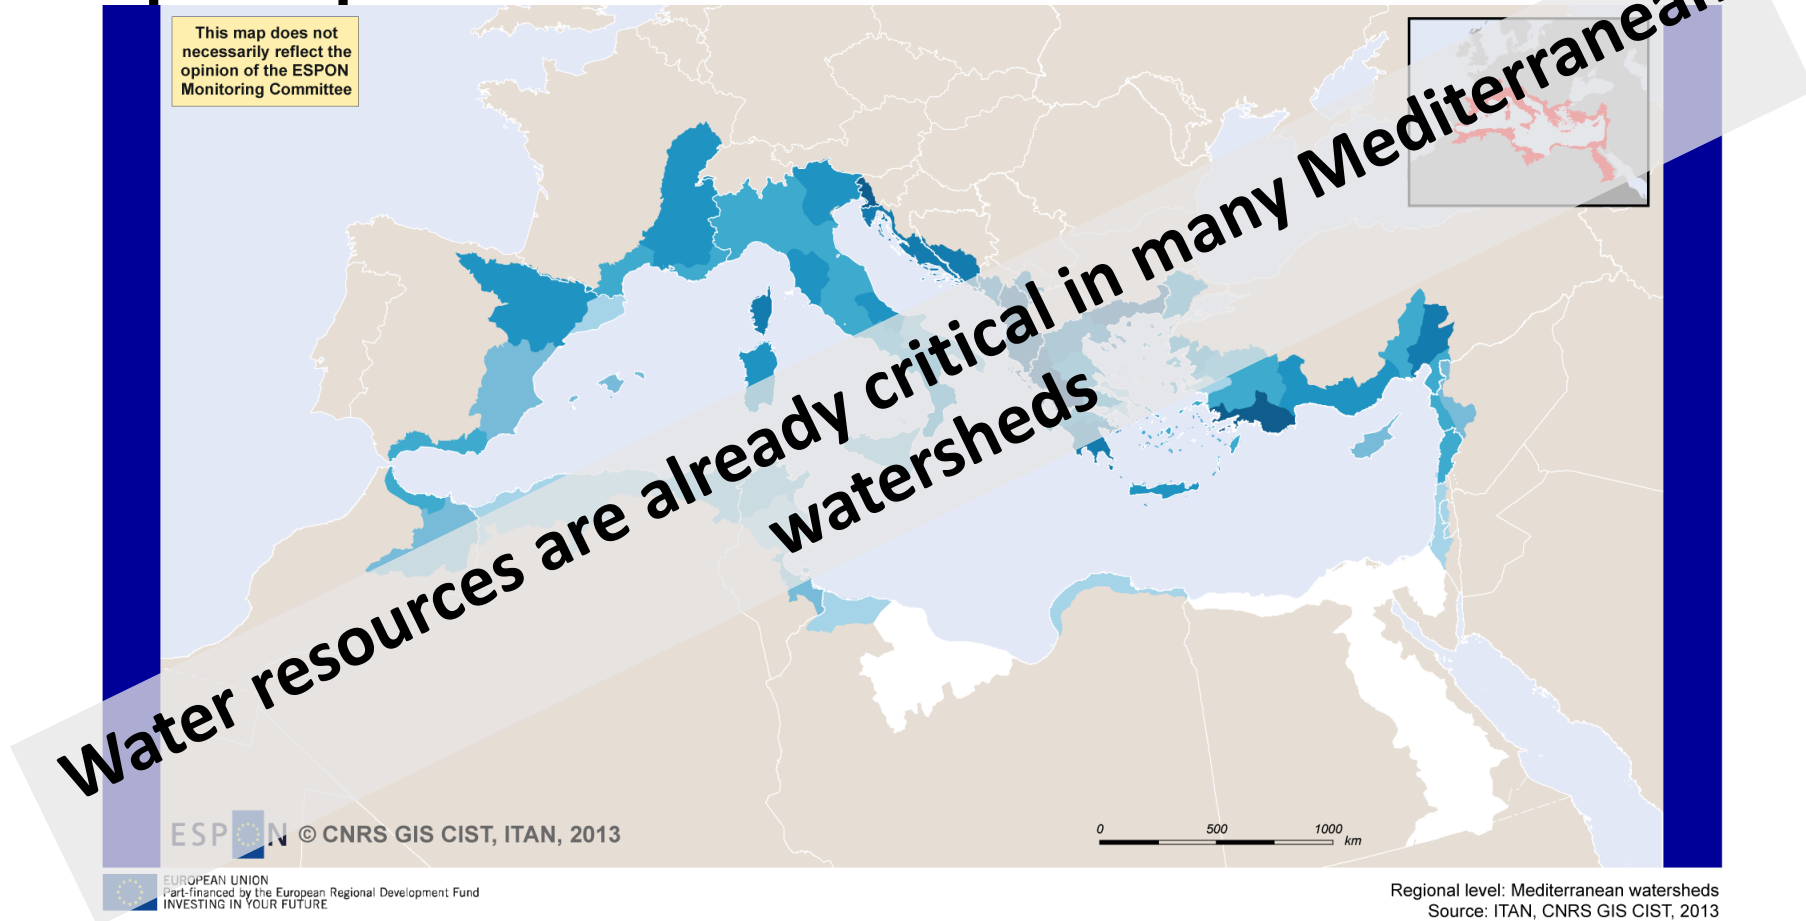 This map does not
necessarily reflect the
opinion of the ESPON
Monitoring Committee
Water resources are already critical in many Mediterranean
watersheds
ESPON © CNRS GIS CIST, ITAN, 2013
0 500 1000
km
EUROPEAN UNION
Part-financed by the European Regional Development Fund
INVESTING IN YOUR FUTURE
Regional level: Mediterranean watersheds
Source: ITAN, CNRS GIS CIST, 2013